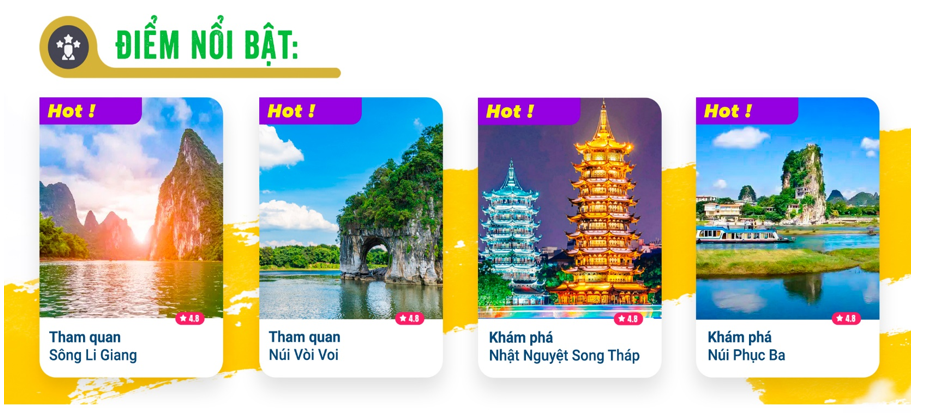 ĐIỂM NỔI BẬT:
Hot !
Hot !
Hot !
Hot !
4.8
4.8
4.8
4.8
Tham quan
Sông Li Giang
Tham quan
Núi Vòi Voi
Khám phá
Nhật Nguyệt Song Tháp
Khám phá
Núi Phục Ba